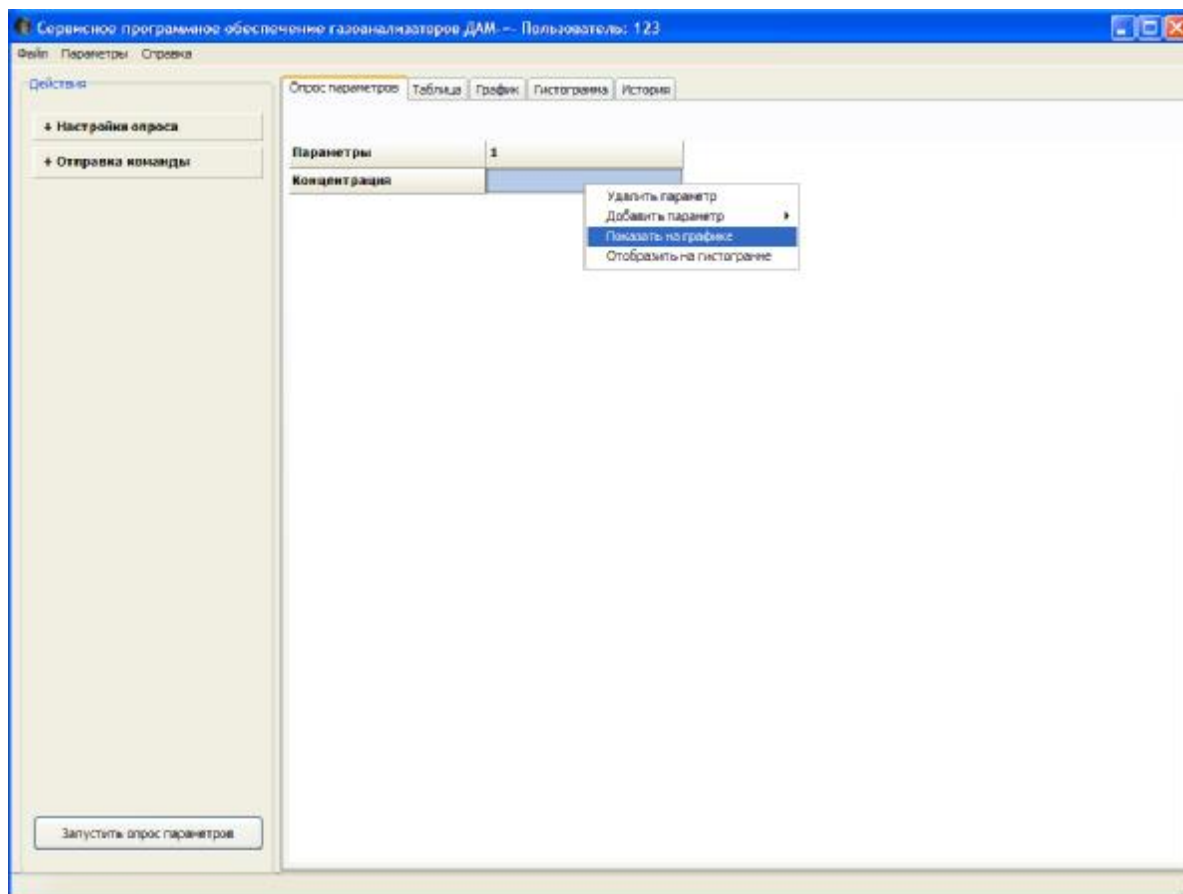 Сервисное программное обеспечение газоанализаторов ДАМ -- Пользователь: 123
Файл Параметры Справка
Действия
+ Настройки опроса
+ Отправка команды
Запустить опрос параметров
Опрос параметров Таблица График Гистограмма История
Параметры 1
Концентрация
Удалить параметр
Добавить параметр
Показать на графике
Отобразить на гистограмме